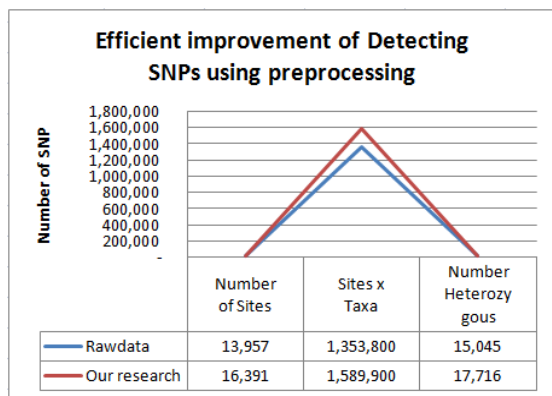 Efficient improvement of Detecting
SNPs using preprocessing
Number of SNP
1,800,000
1,600,000
1,400,000
1,200,000
1,000,000
800,000
600,000
400,000
200,000
-
Number
of Sites
Sites x
Taxa
Number
Heterozy
gous
Rawdata 13,957 1,353,800 15,045
Our research 16,391 1,589,900 17,716